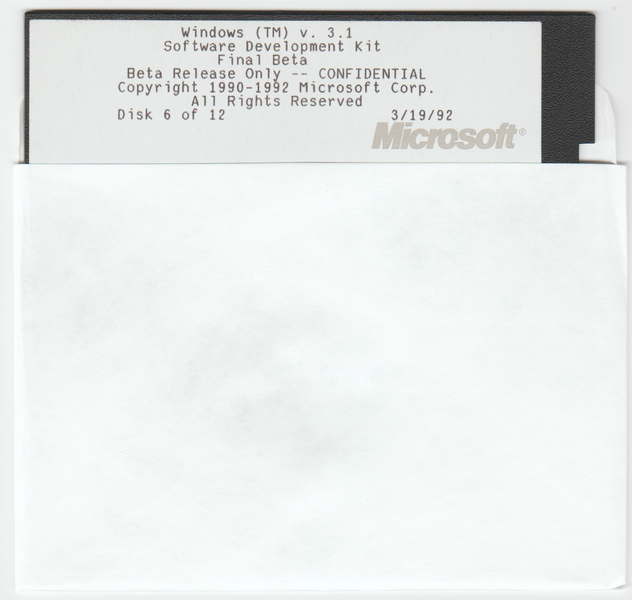 Windows (TM) v. 3.1
Software Development Kit
Final Beta
Beta Release Only -- CONFIDENTIAL
Copyright 1990-1992 Microsoft Corp.
All Rights Reserved
Disk 6 of 12 3/19/92
Microsoft®